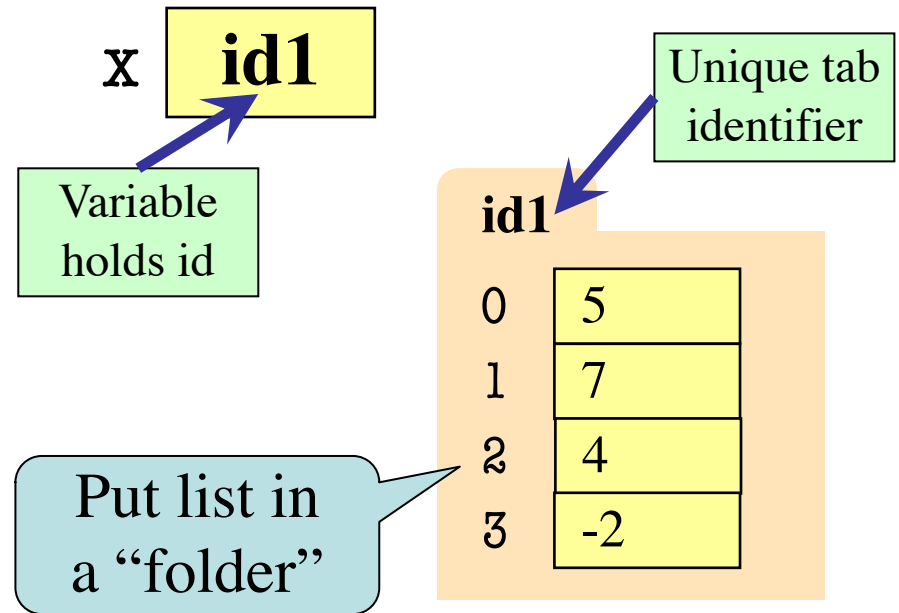 x id1
Unique tab
identifier
Variable
holds id
id1
0 5
1 7
2 4
3 -2
Put list in
a “folder”